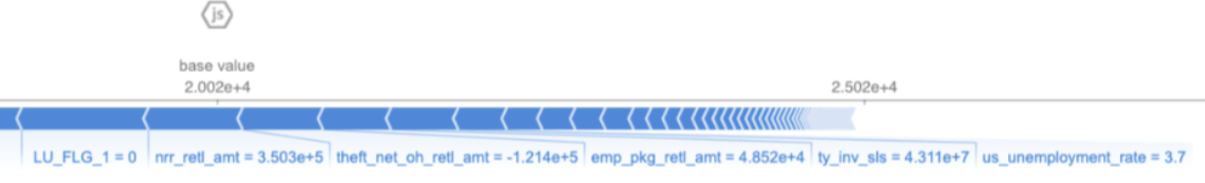 js
base value
2.002e+4 2.502e+4
LU_FLG_1 = 0 nrr_retl_amt = 3.503e+5 theft_net_oh_retl_amt = -1.214e+5 emp_pkg_retl_amt = 4.852e+4 ty_inv_sls = 4.311e+7 us_unemployment_rate = 3.7